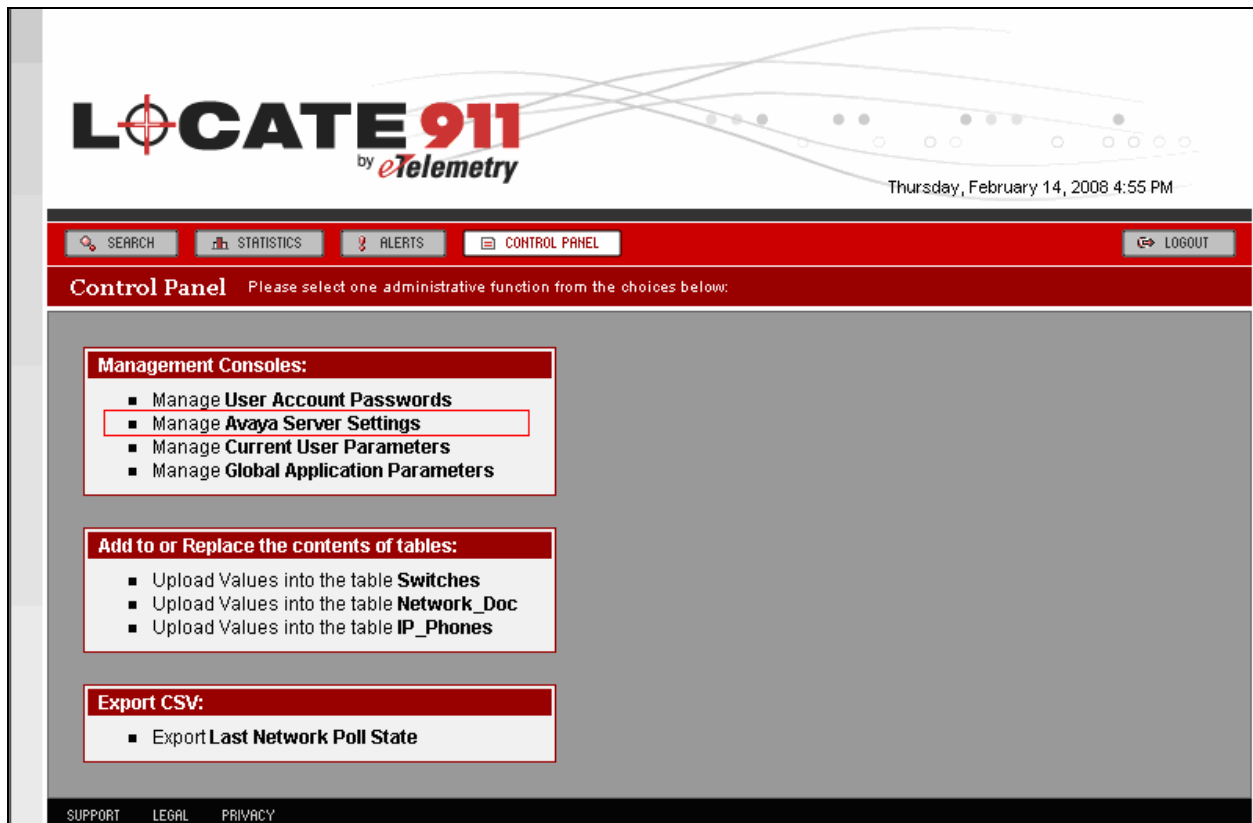 LOCATE 911
by eTelemetry
Thursday, February 14, 2008 4:55 PM
SEARCH STATISTICS ALERTS CONTROL PANEL LOGOUT
Control Panel Please select one administrative function from the choices below:
Management Consoles:
Manage User Account Passwords
Manage Avaya Server Settings
Manage Current User Parameters
Manage Global Application Parameters
Add to or Replace the contents of tables:
Upload Values into the table Switches
Upload Values into the table Network_Doc
Upload Values into the table IP_Phones
Export CSV:
Export Last Network Poll State
SUPPORT LEGAL PRIVACY